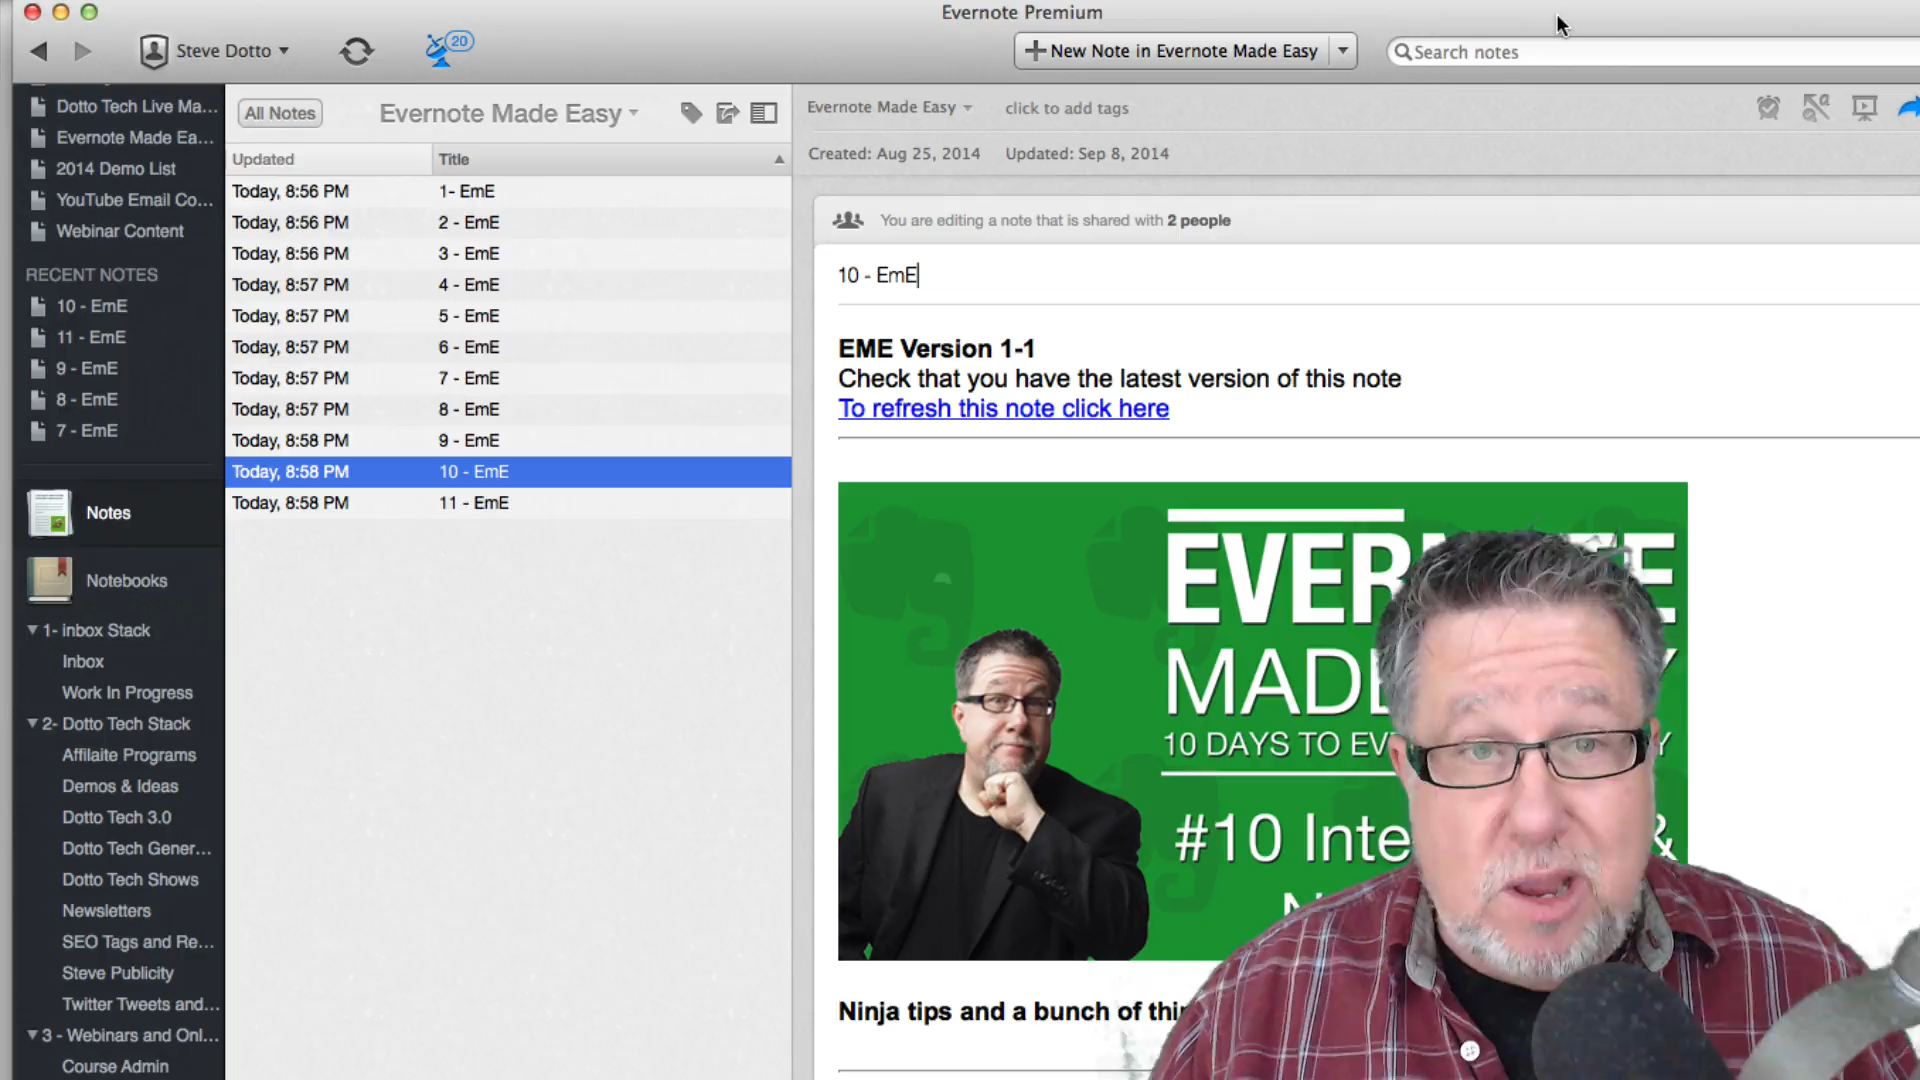 Evernote Premium
Steve Dotto
20
New Note in Evernote Made Easy
Search notes
Dotto Tech Live Ma...
Evernote Made Ea...
2014 Demo List
YouTube Email Co...
Webinar Content
RECENT NOTES
10 - EmE
11 - EmE
9 - EmE
8 - EmE
7 - EmE
Notes
Notebooks
1- inbox Stack
Inbox
Work In Progress
2- Dotto Tech Stack
Affilaite Programs
Demos & Ideas
Dotto Tech 3.0
Dotto Tech Gener...
Dotto Tech Shows
Newsletters
SEO Tags and Re...
Steve Publicity
Twitter Tweets and...
3 - Webinars and Onl...
Course Admin
All Notes
Evernote Made Easy
Updated Title
Today, 8:56 PM 1- EmE
Today, 8:56 PM 2 - EmE
Today, 8:56 PM 3 - EmE
Today, 8:57 PM 4 - EmE
Today, 8:57 PM 5 - EmE
Today, 8:57 PM 6 - EmE
Today, 8:57 PM 7 - EmE
Today, 8:57 PM 8 - EmE
Today, 8:58 PM 9 - EmE
Today, 8:58 PM 10 - EmE
Today, 8:58 PM 11 - EmE
Evernote Made Easy click to add tags
Created: Aug 25, 2014 Updated: Sep 8, 2014
You are editing a note that is shared with 2 people
10 - EmE
EME Version 1-1
Check that you have the latest version of this note
To refresh this note click here
MADE
10 DAYS TO
#10 &
Ninja tips and a bunch of